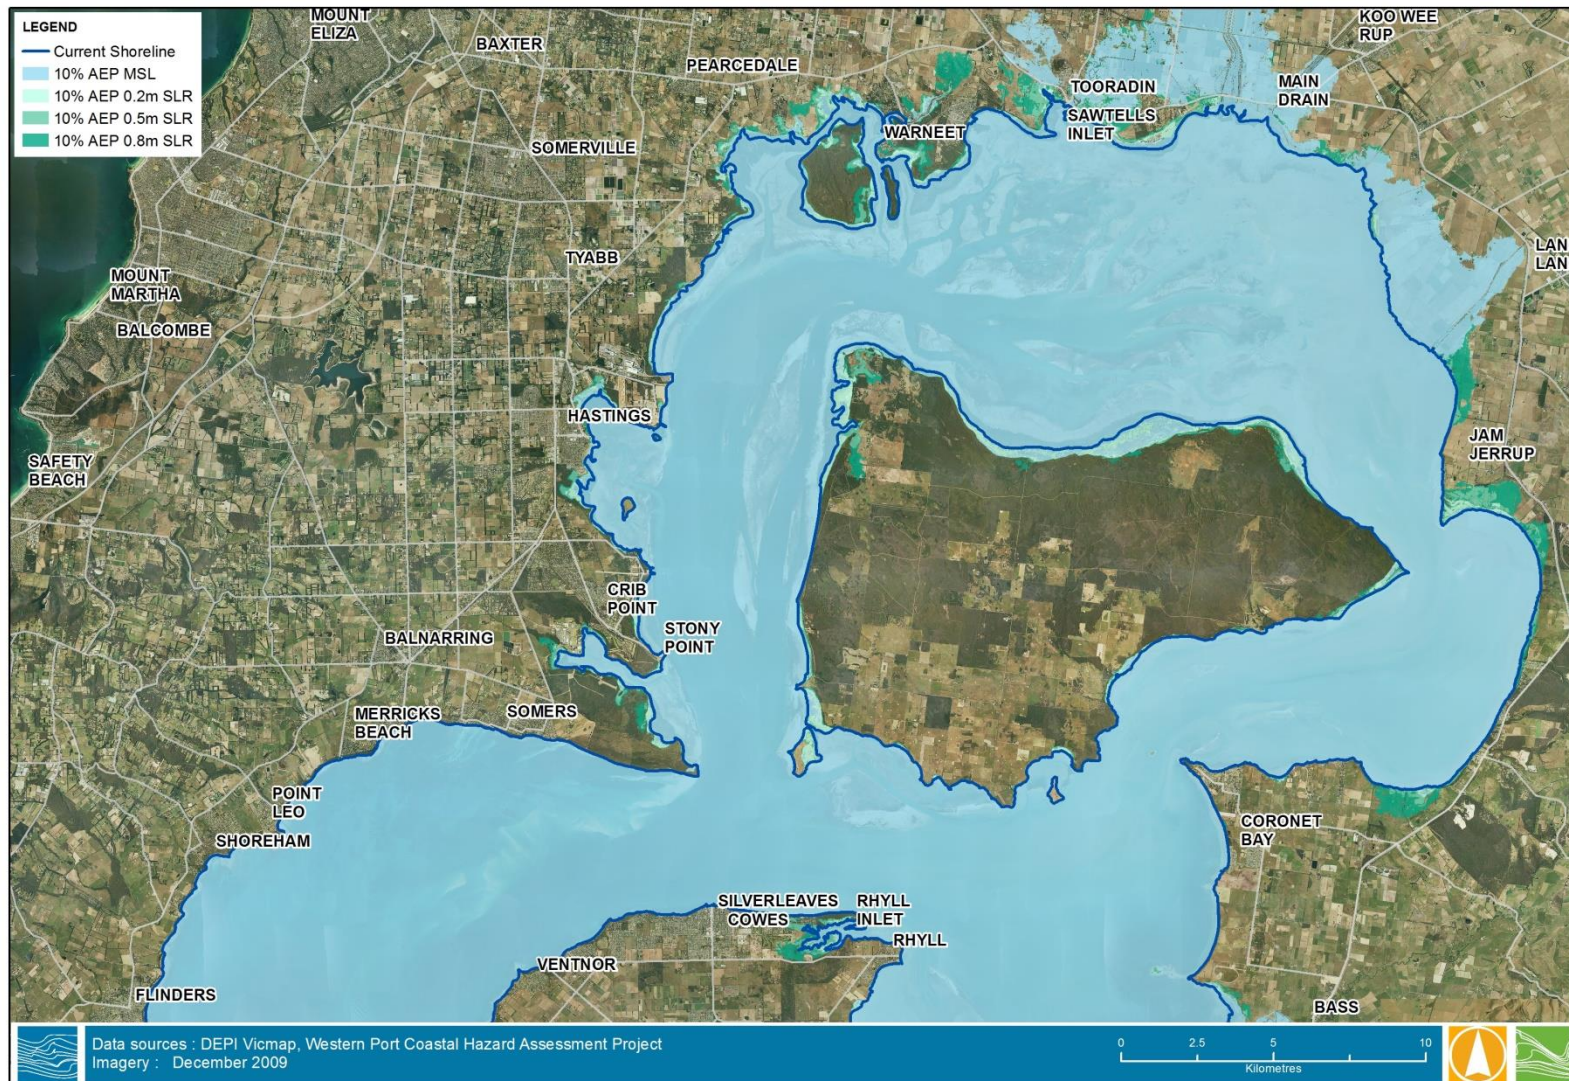 LEGEND
Current Shoreline
10% AEP MSL
10% AEP 0.2m SLR
10% AEP 0.5m SLR
10% AEP 0.8m SLR
MOUNT
ELIZA
BAXTER
PEARCEDALE
KOO WEE
RUP
TOORADIN
MAIN
DRAIN
SAWTELLS
INLET
WARNEET
SOMERVILLE
TYABB
LAN
LAN
MOUNT
MARTHA
BALCOMBE
HASTINGS
SAFETY
BEACH
JAM
JERRUP
CRIB
POINT
STONY
POINT
BALNARRING
MERRICKS
BEACH
SOMERS
POINT
LEO
SHOREHAM
CORONET
BAY
SILVERLEAVES
COWES
RHYLL
INLET
RHYLL
VENTNOR
FLINDERS
BASS
Data sources : DEPI Vicmap, Western Port Coastal Hazard Assessment Project
Imagery : December 2009
0 2.5 5 10
Kilometres